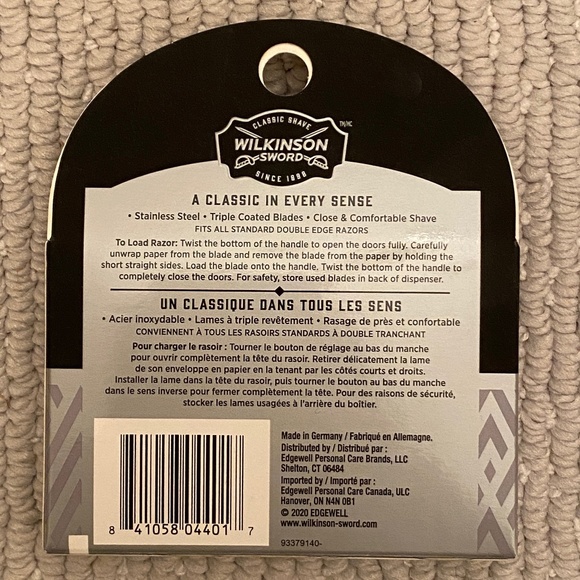 CLASSIC SHAVE
WILKINSON
SWORD
SINCE 1898
TM/MC
A CLASSIC IN EVERY SENSE
• Stainless Steel • Triple Coated Blades • Close & Comfortable Shave
FITS ALL STANDARD DOUBLE EDGE RAZORS
To Load Razor: Twist the bottom of the handle to open the doors fully. Carefully
unwrap paper from the blade and remove the blade from the paper by holding the
short straight sides. Load the blade onto the handle. Twist the bottom of the handle to
completely close the doors. For safety, store used blades in back of dispenser.
UN CLASSIQUE DANS TOUS LES SENS
• Acier inoxydable • Lames à triple revêtement • Rasage de près et confortable
CONVIENNENT À TOUS LES RASOIRS STANDARDS À DOUBLE TRANCHANT
Pour charger le rasoir : Tourner le bouton de réglage au bas du manche
pour ouvrir complètement la tête du rasoir. Retirer délicatement la lame
de son enveloppe en papier en la tenant par les côtés courts et droits.
Installer la lame dans la tête du rasoir, puis tourner le bouton au bas du manche
dans le sens inverse pour fermer complètement la tête. Pour des raisons de sécurité,
stocker les lames usagées à l'arrière du boîtier.
Made in Germany / Fabriqué en Allemagne.
Distributed by / Distribué par :
Edgewell Personal Care Brands, LLC
Shelton, CT 06484
Imported by / Importé par :
Edgewell Personal Care Canada, ULC
Hanover, ON N4N 0B1
© 2020 EDGEWELL
www.wilkinson-sword.com
8 41058 04401 7
93379140-